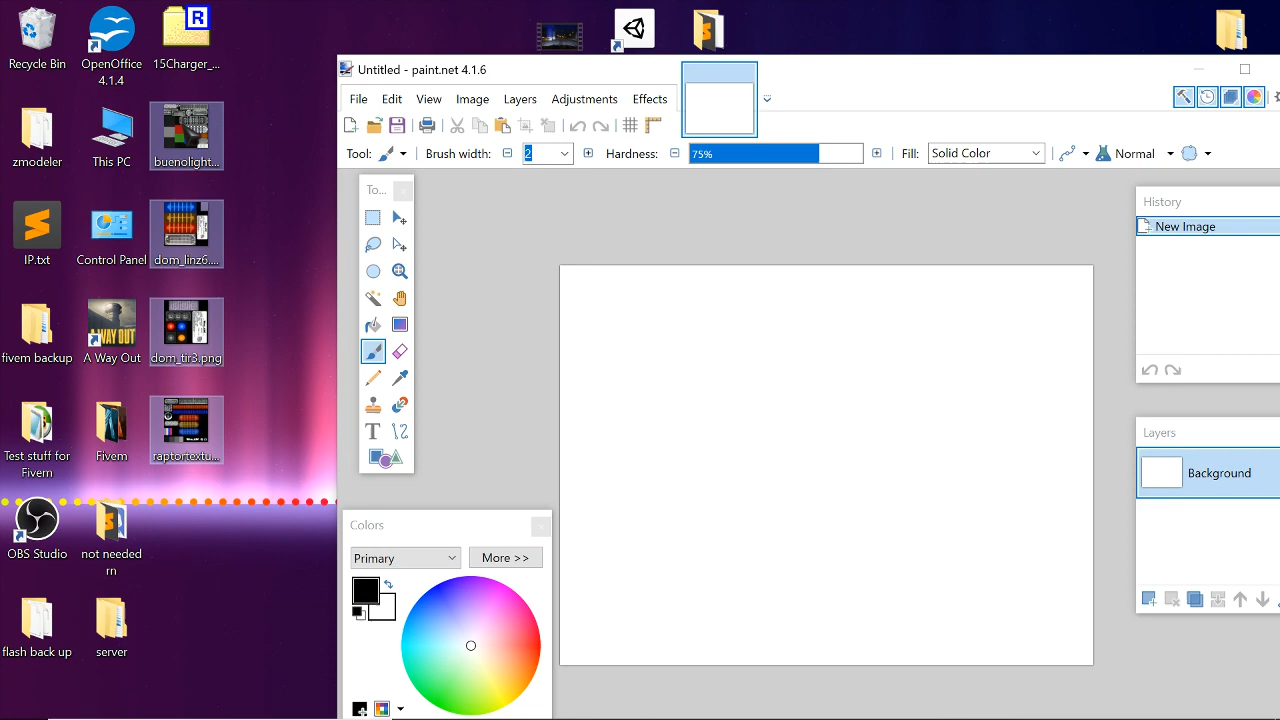 Recycle Bin
OpenOffice
4.1.4
R
15Charger_...
zmodeler
This PC
buenolight...
IP.txt
Control Panel
dom_linz6....
fivem backup
A WAY OUT
A Way Out
dom_tir3.png
Test stuff for
Fivem
Fivem
raptortextu...
OBS Studio
not needed
rn
flash back up
server
Untitled - paint.net 4.1.6
File
Edit
View
Image
Layers
Adjustments
Effects
Tool:
Brush width:
2
Hardness:
75%
Fill:
Solid Color
Normal
To...
History
New Image
Layers
Background
Colors
Primary
More >>